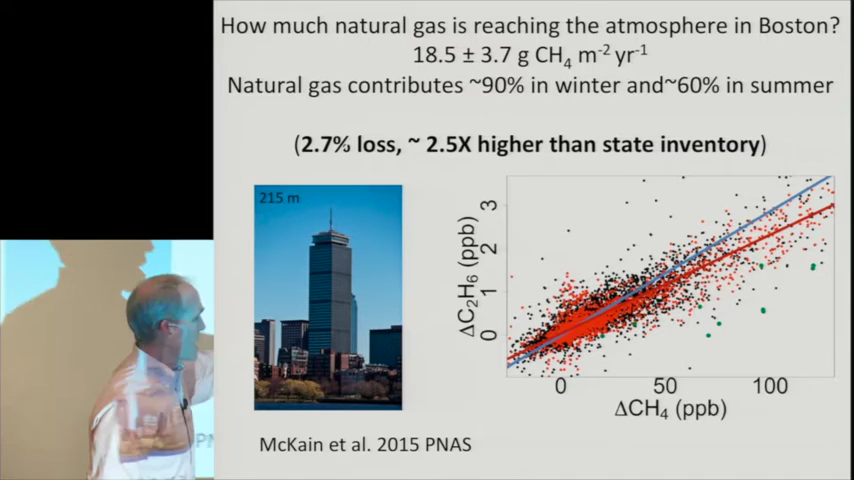 How much natural gas is reaching the atmosphere in Boston?
18.5 ± 3.7 g CH₄ m⁻² yr⁻¹
Natural gas contributes ~90% in winter and~60% in summer
(2.7% loss, ~ 2.5X higher than state inventory)
215 m
ΔC₂H₆ (ppb)
3
2
1
0
0 50 100
ΔCH₄ (ppb)
McKain et al. 2015 PNAS